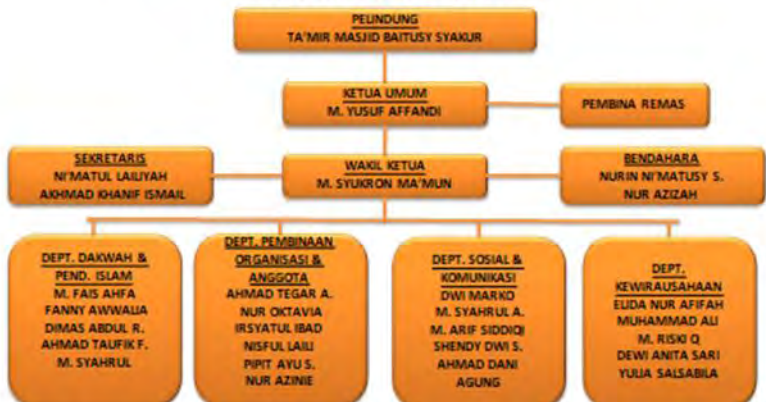 PELINDUNG
TA'MIR MASJID BAITUSY SYAKUR
KETUA UMUM
M. YUSUF AFFANDI
PEMBINA REMAS
SEKRETARIS
NI'MATUL LAILIYAH
AKHMAD KHANIF ISMAIL
WAKIL KETUA
M. SYUKRON MA'MUN
BENDAHARA
NURIN NI'MATUSY S.
NUR AZIZAH
DEPT. DAKWAH &
PEND. ISLAM
M. FAIS AHFA
FANNY AWWALIA
DIMAS ABDUL R.
AHMAD TAUFIK F.
M. SYAHRUL
DEPT. PEMBINAAN
ORGANISASI &
ANGGOTA
AHMAD TEGAR A.
NUR OKTAVIA
IRSYATUL IBAD
NISFUL LAILI
PIPIT AYU S.
NUR AZINIE
DEPT. SOSIAL &
KOMUNIKASI
DWI MARKO
M. SYAHRUL A.
M. ARIF SIDDIQI
SHENDY DWI S.
AHMAD DANI
AGUNG
DEPT.
KEWIRAUSAHAAN
ELIDA NUR AFIFAH
MUHAMMAD ALI
M. RISKI Q
DEWI ANITA SARI
YULIA SALSABILA